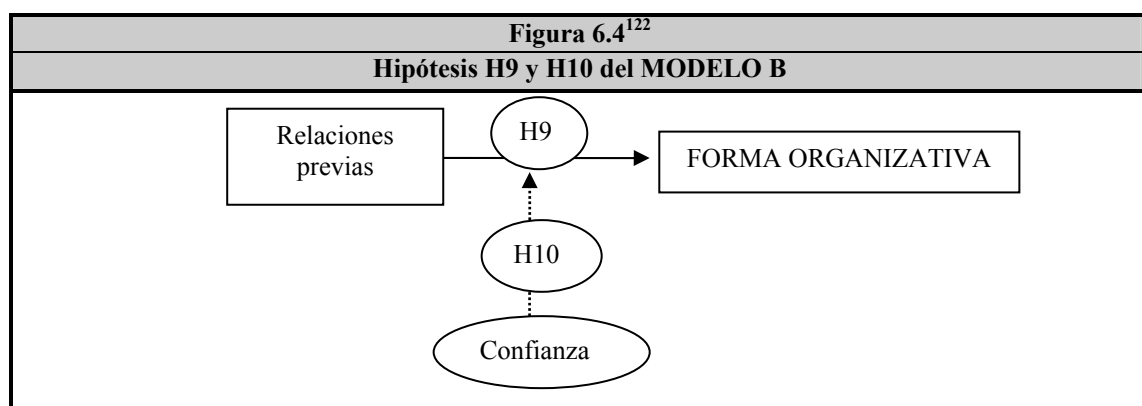 Figura 6.4122
Hipótesis H9 y H10 del MODELO B
Relaciones
previas
H9
FORMA ORGANIZATIVA
H10
Confianza